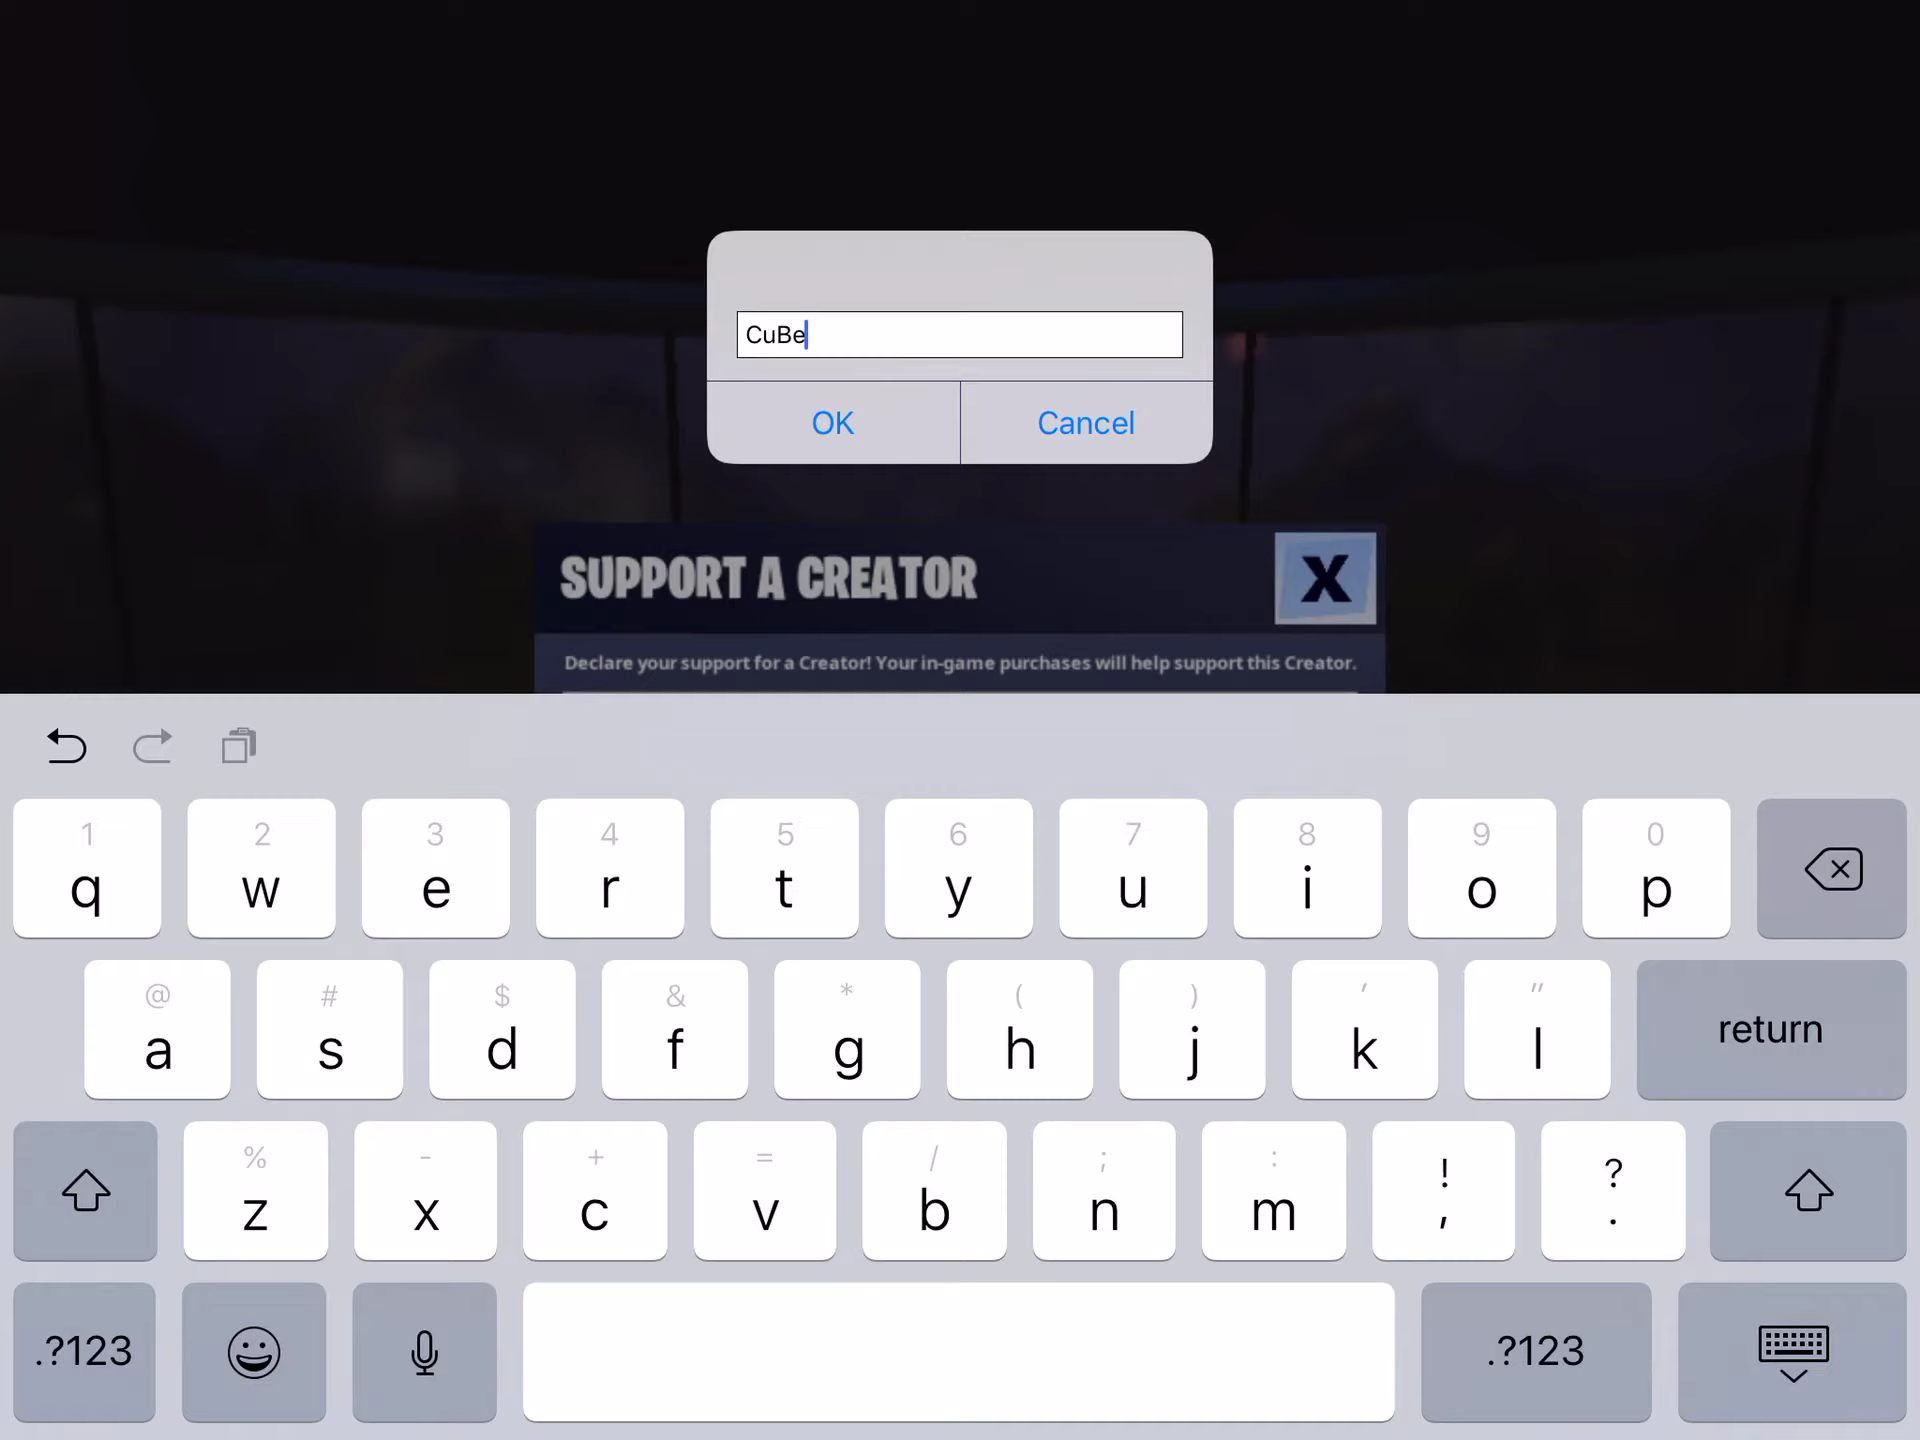 CuBe
OK Cancel
SUPPORT A CREATOR X
Declare your support for a Creator! Your in-game purchases will help support this Creator.
1 2 3 4 5 6 7 8 9 0
q w e r t y u i o p
@ # $ & * ( ) ' "
a s d f g h j k l return
% - + = / ; : ! ?
z x c v b n m , .
.?123 .?123